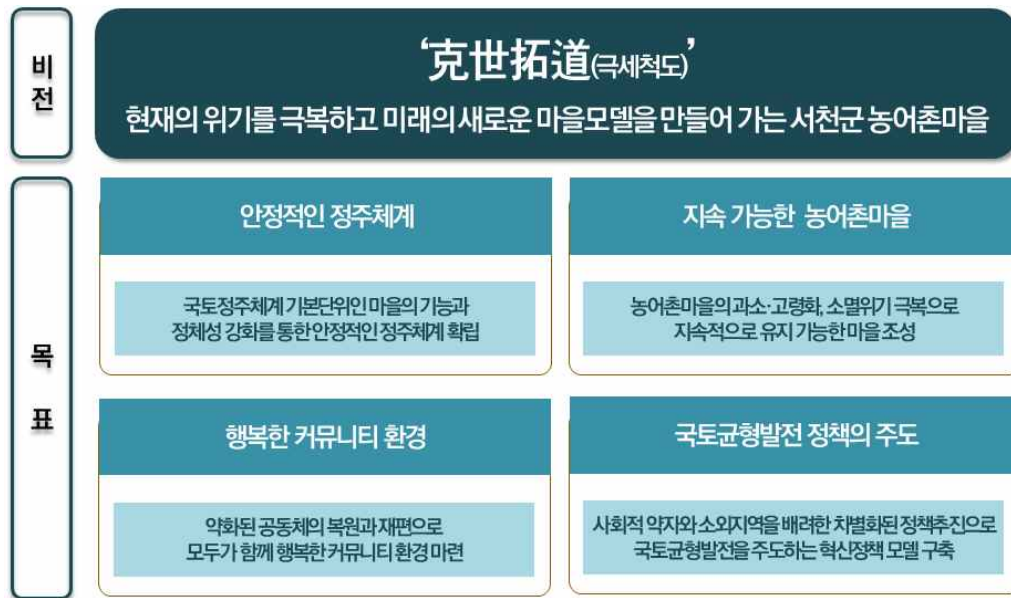 비전
‘克世拓道(극세척도)’
현재의 위기를 극복하고 미래의 새로운 마을모델을 만들어 가는 서천군 농어촌마을
목표
안정적인 정주체계
국토정주체계 기본단위인 마을의 기능과
정체성 강화를 통한 안정적인 정주체계 확립
지속 가능한 농어촌마을
농어촌마을의 과소·고령화, 소멸위기 극복으로
지속적으로 유지 가능한 마을 조성
행복한 커뮤니티 환경
약화된 공동체의 복원과 재편으로
모두가 함께 행복한 커뮤니티 환경 마련
국토균형발전 정책의 주도
사회적 약자와 소외지역을 배려한 차별화된 정책추진으로
국토균형발전을 주도하는 혁신정책 모델 구축